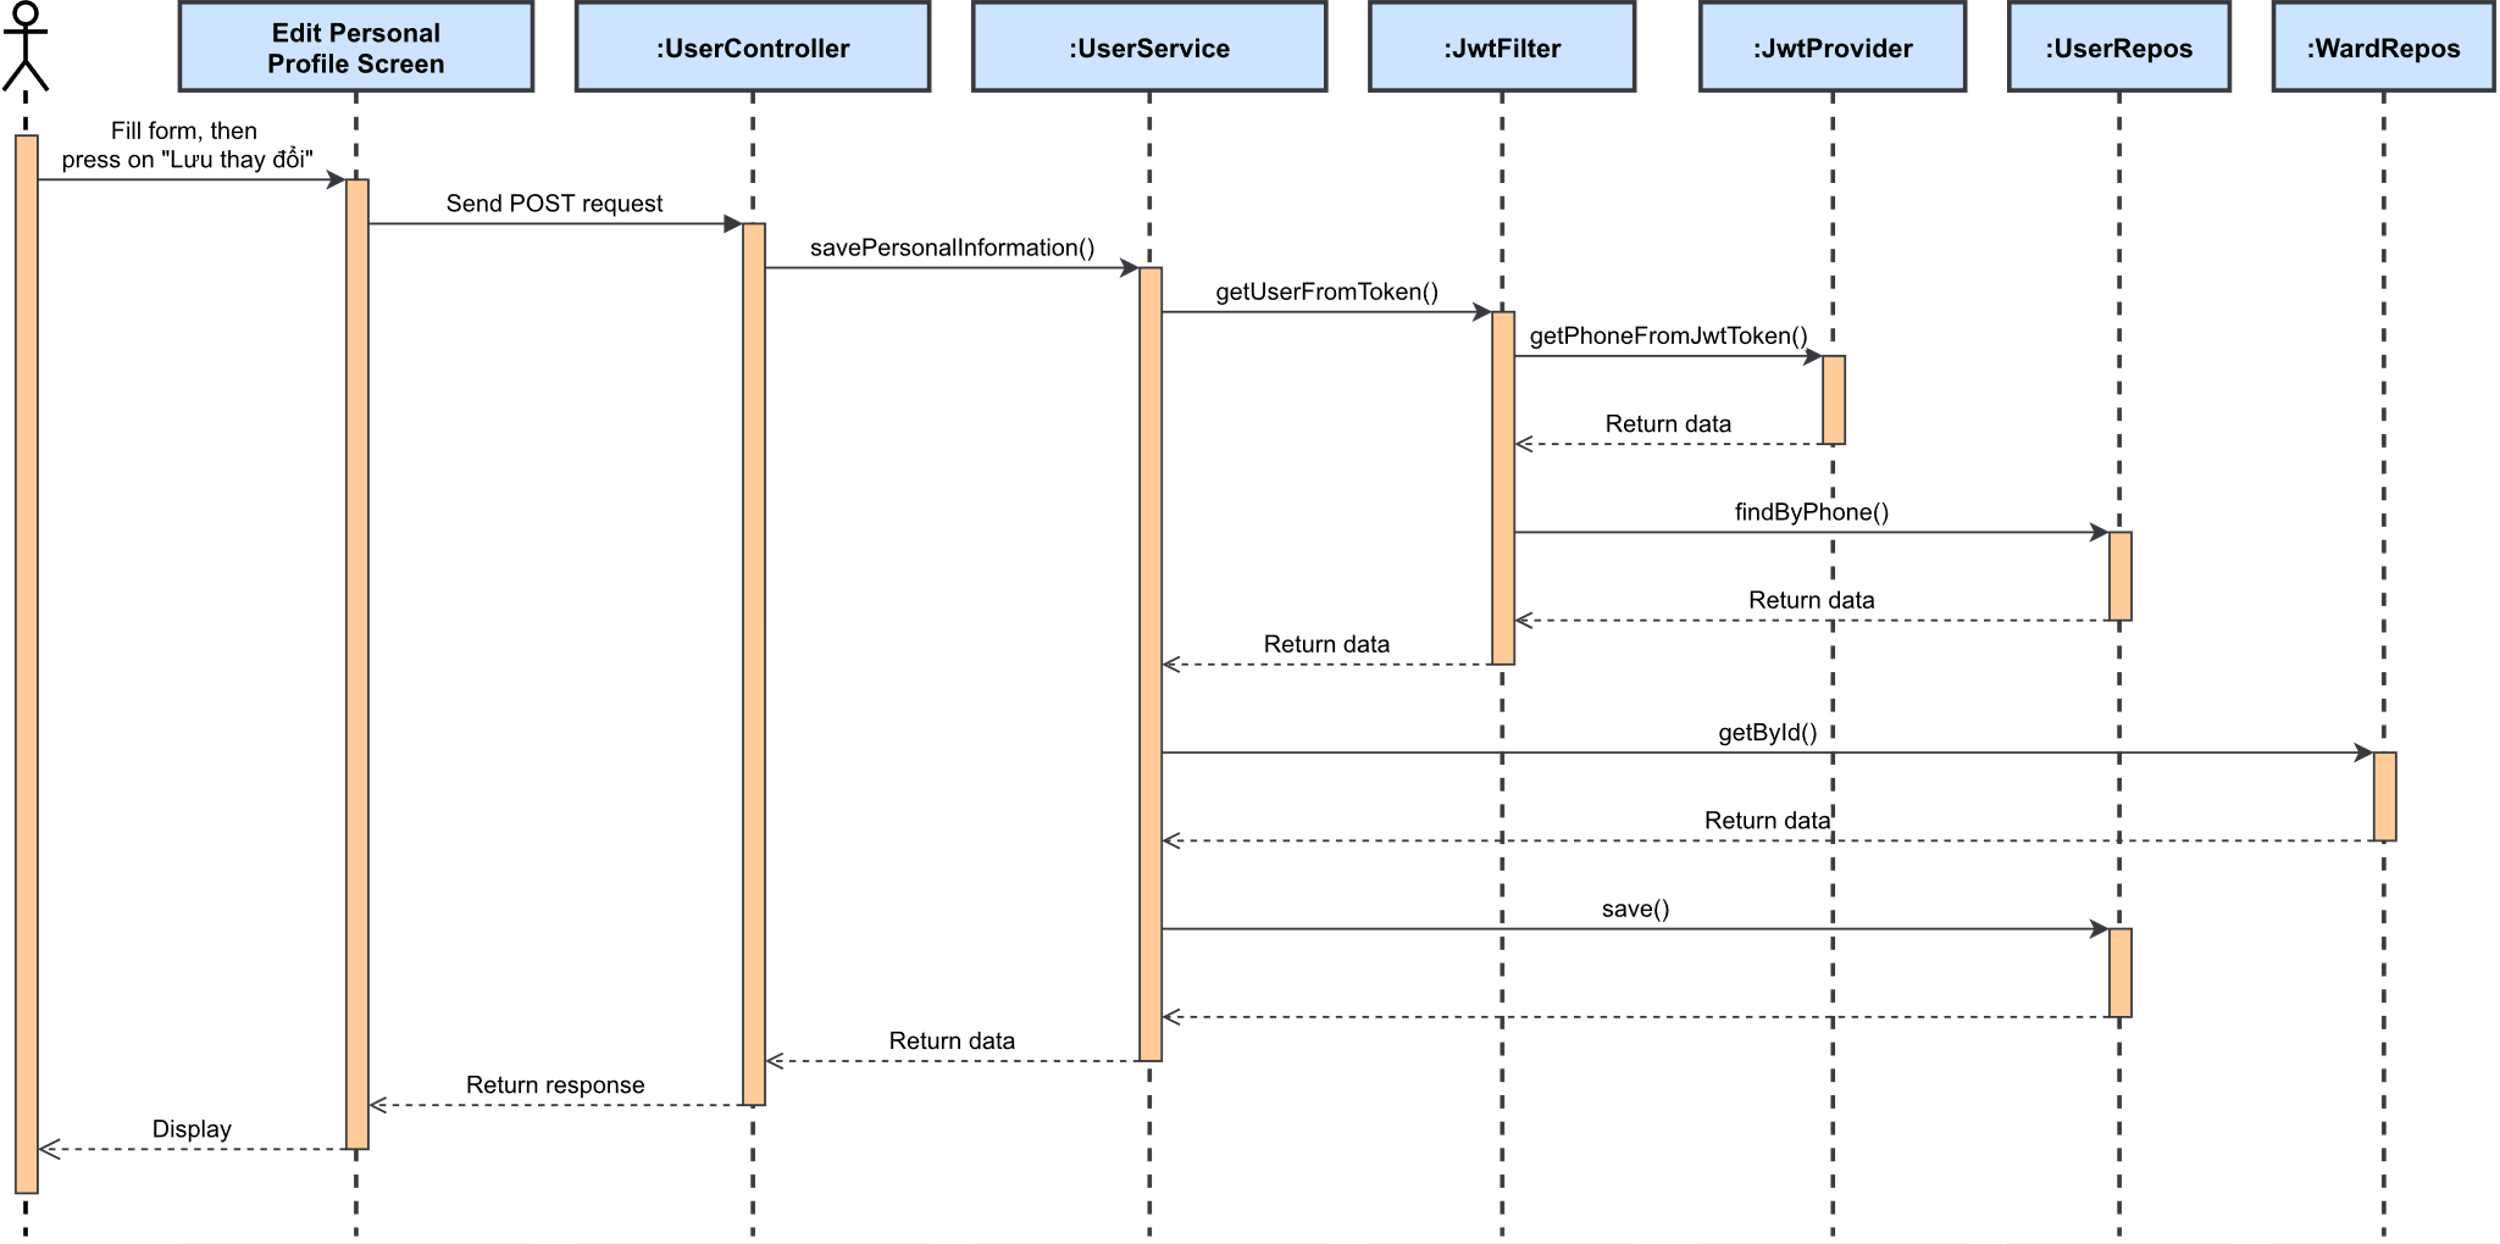 Edit Personal
Profile Screen
:UserController
:UserService
:JwtFilter
:JwtProvider
:UserRepos
:WardRepos
Fill form, then
press on "Lưu thay đổi"
Send POST request
savePersonalInformation()
getUserFromToken()
getPhoneFromJwtToken()
Return data
findByPhone()
Return data
Return data
getById()
Return data
save()
Return data
Return response
Display